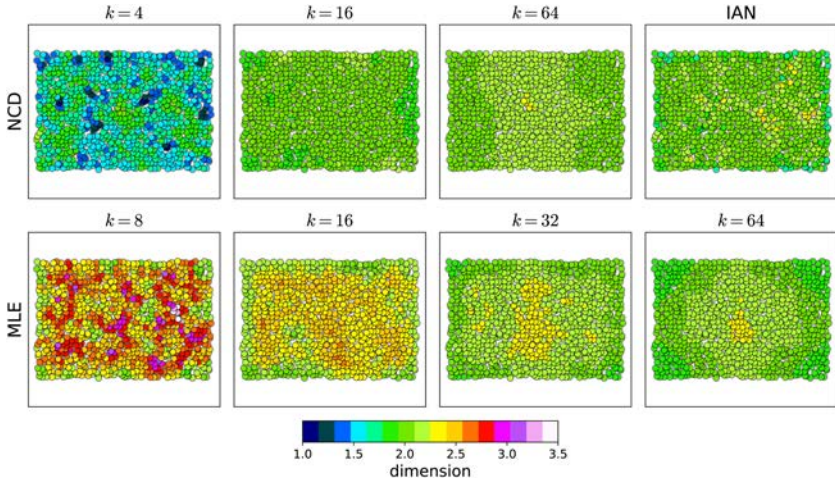 k = 4
k = 16
k = 64
IAN
NCD
k = 8
k = 16
k = 32
k = 64
MLE
1.0 1.5 2.0 2.5 3.0 3.5
dimension